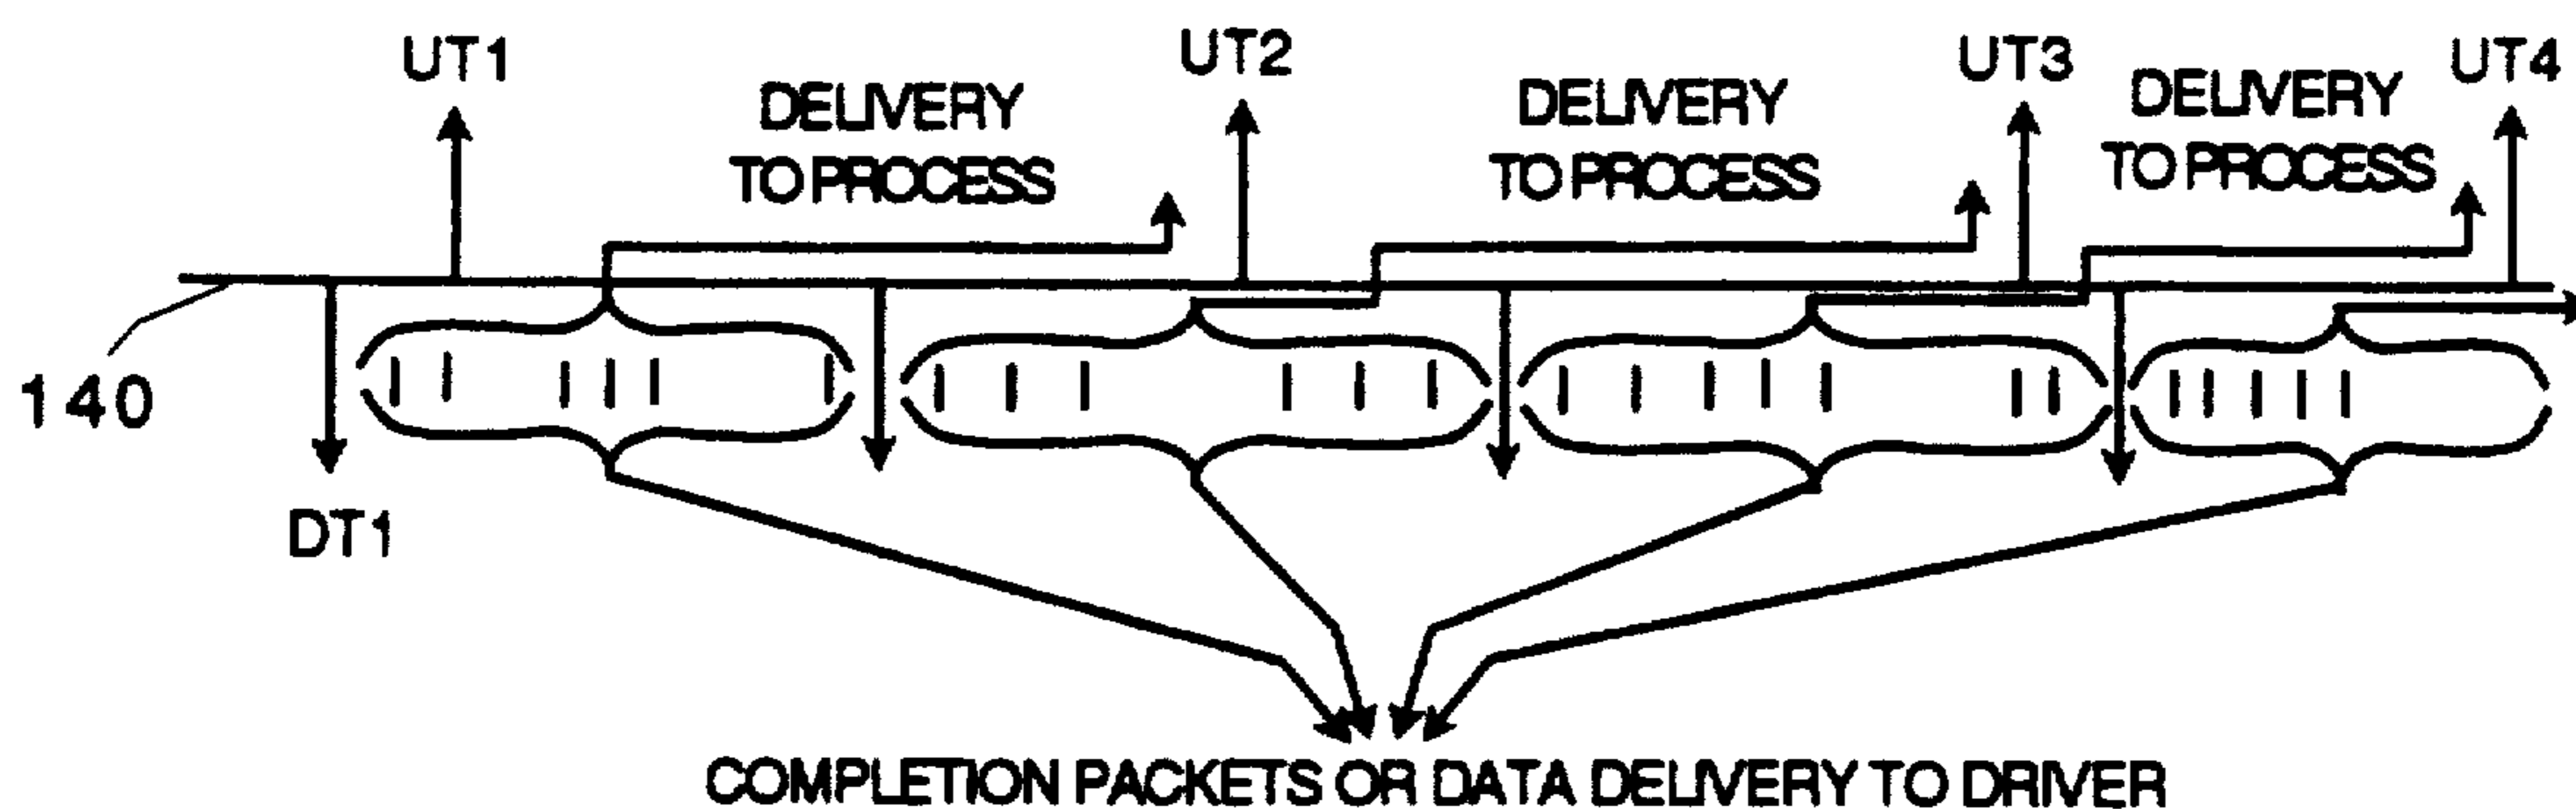 UT1
UT2
UT3
UT4
DELIVERY
TO PROCESS
DELIVERY
TO PROCESS
DELIVERY
TO PROCESS
140
DT1
COMPLETION PACKETS OR DATA DELIVERY TO DRIVER